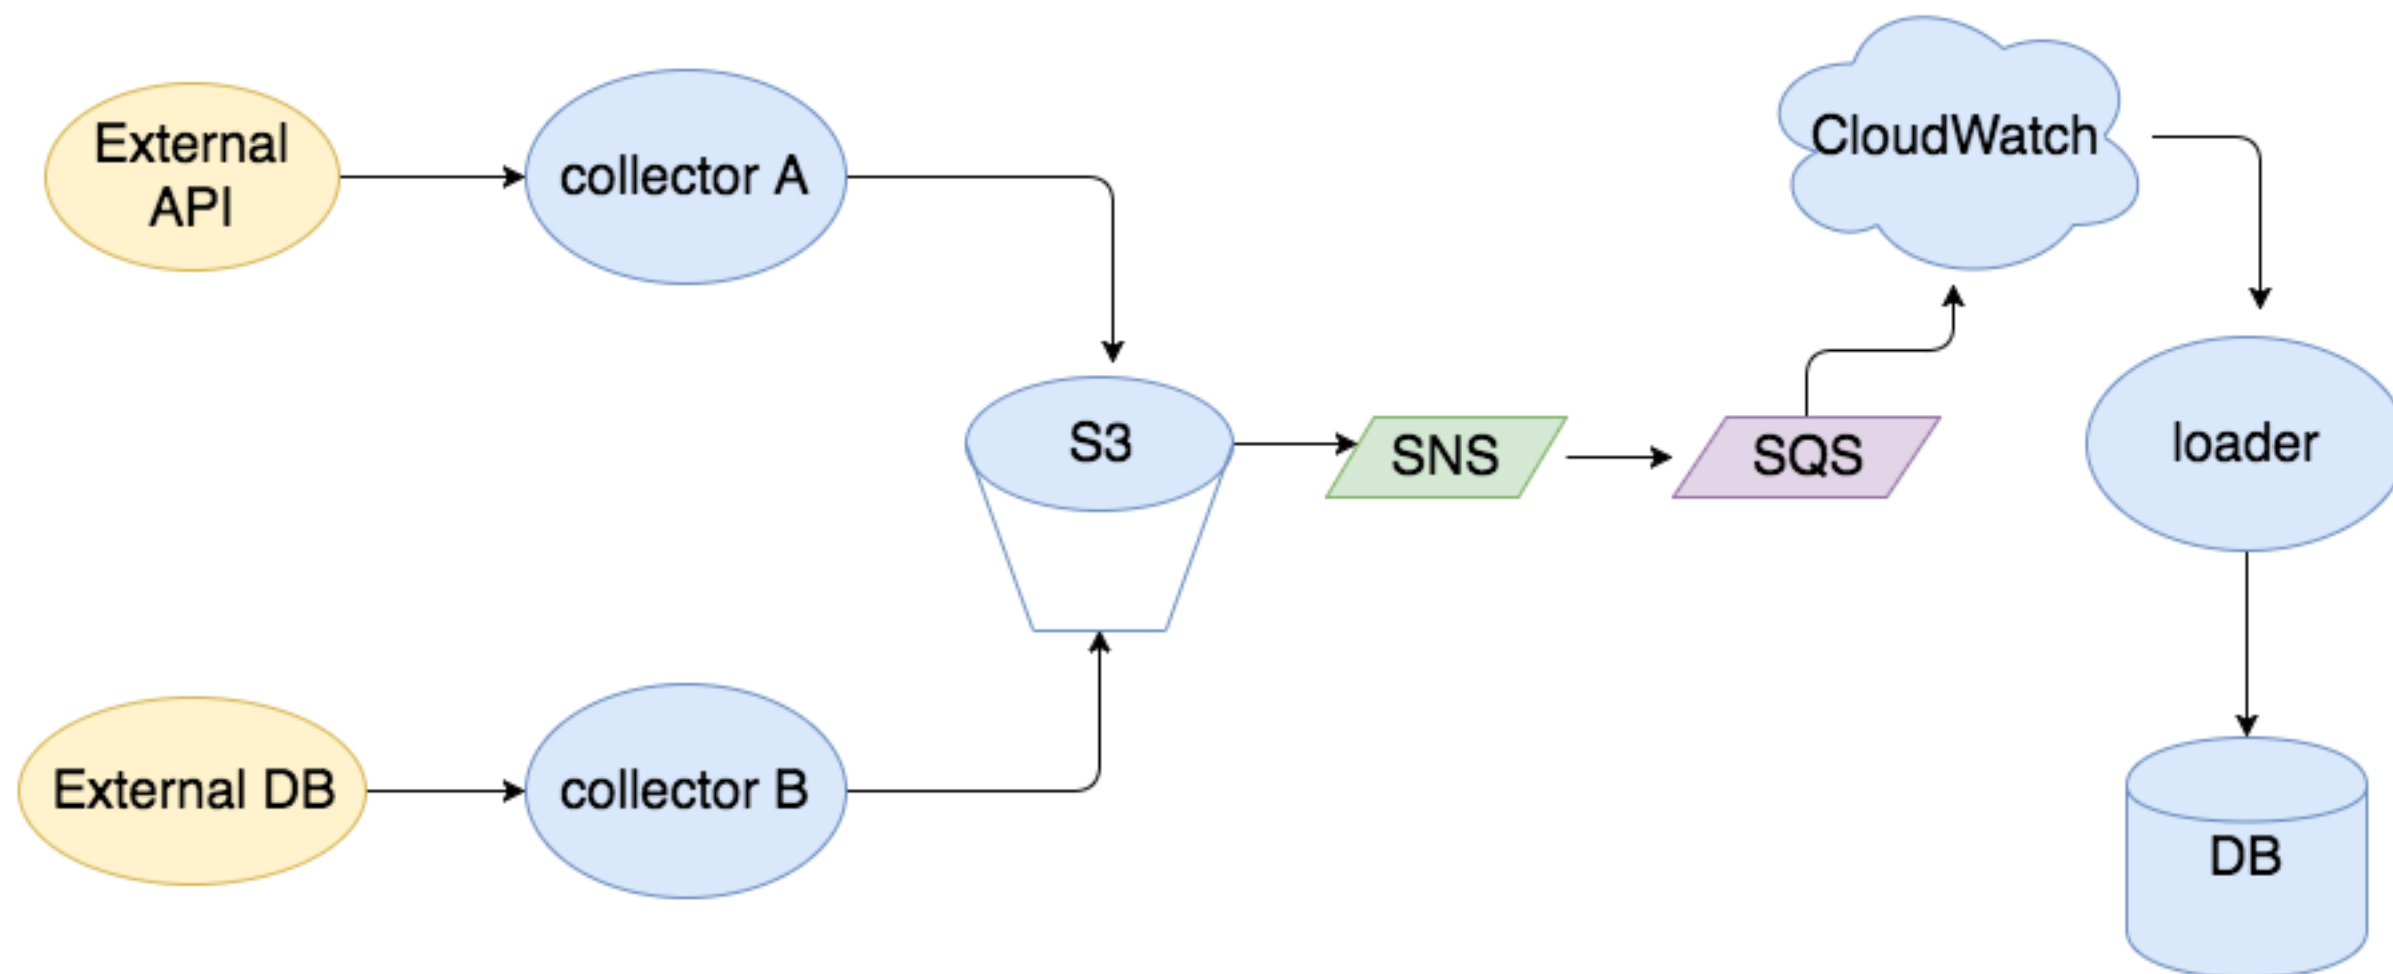 External
API
collector A
CloudWatch
S3
SNS
SQS
loader
External DB
collector B
DB